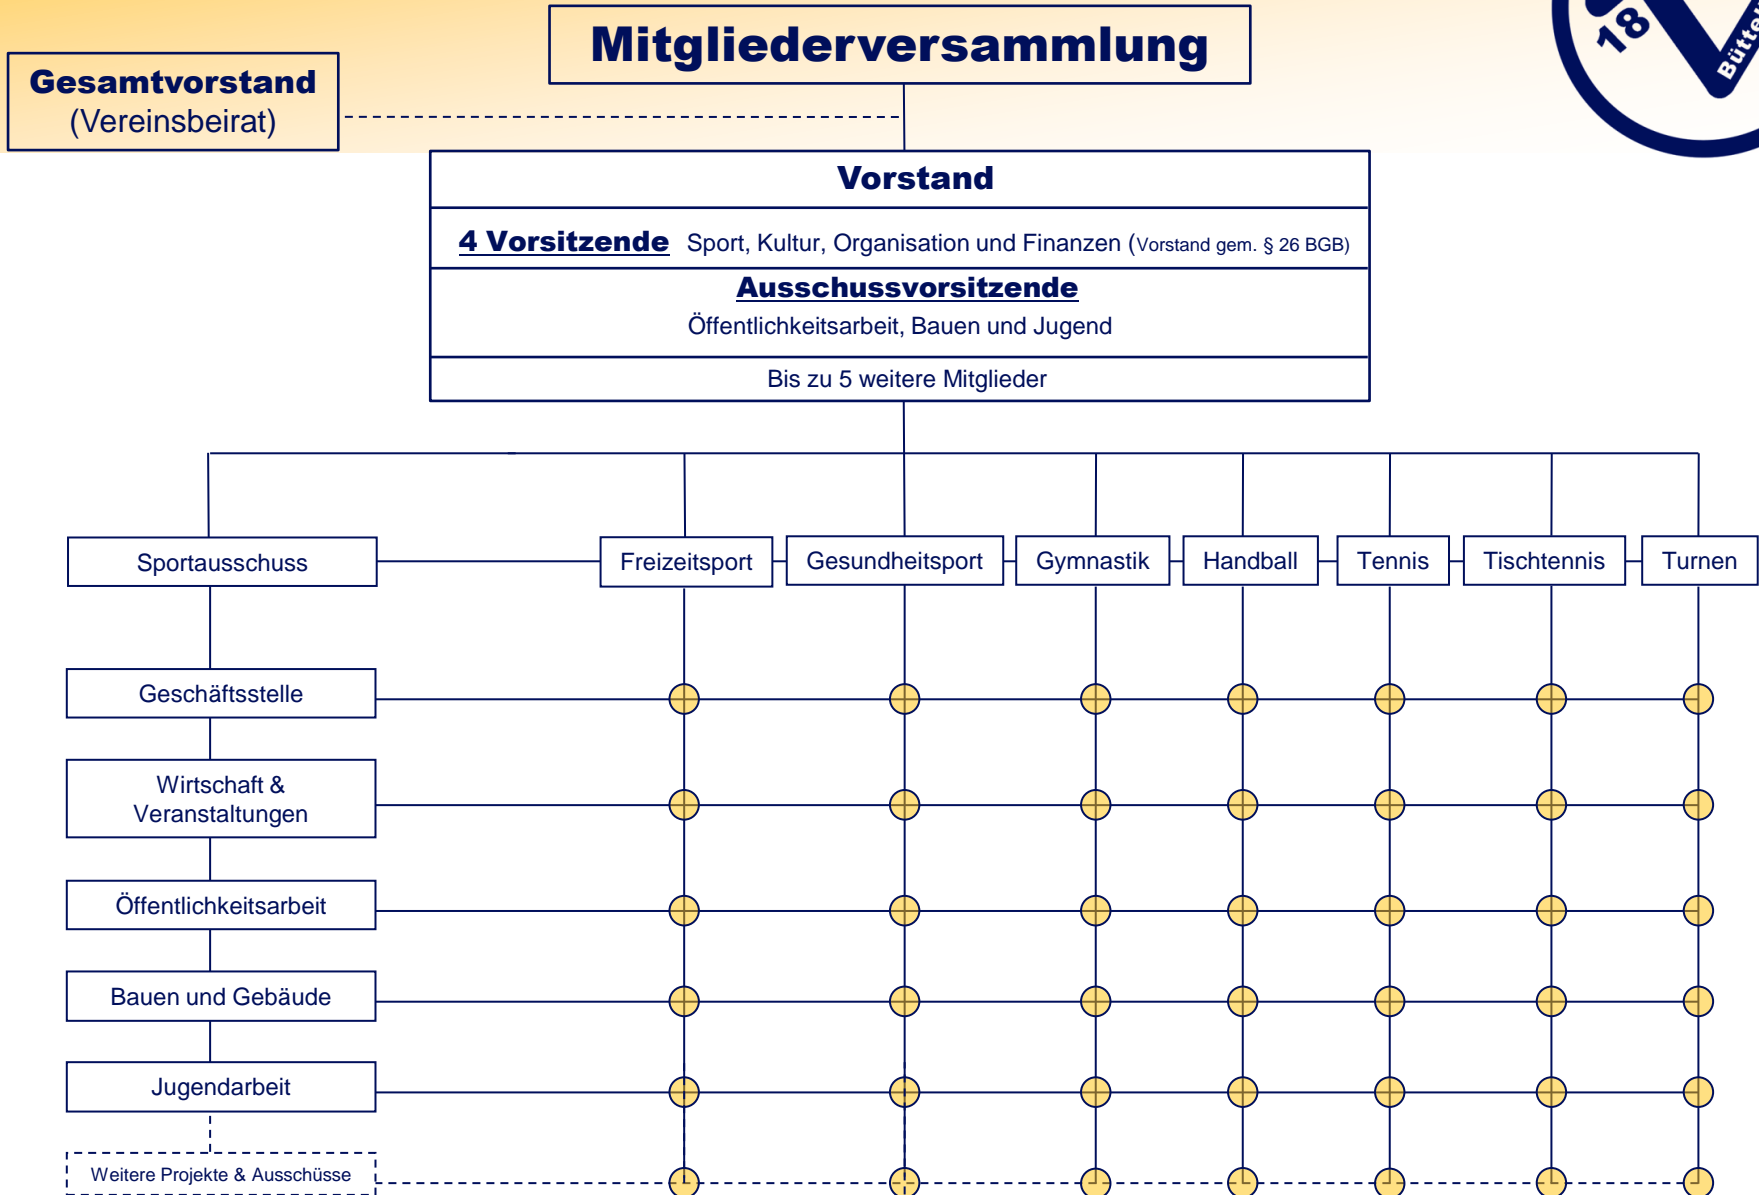 Mitgliederversammlung
Gesamtvorstand
(Vereinsbeirat)
18
Vorstand
4 Vorsitzende Sport, Kultur, Organisation und Finanzen (Vorstand gem. § 26 BGB)
Ausschussvorsitzende
Öffentlichkeitsarbeit, Bauen und Jugend
Bis zu 5 weitere Mitglieder
Sportausschuss
Freizeitsport
Gesundheitsport
Gymnastik
Handball
Tennis
Tischtennis
Turnen
Geschäftsstelle
Wirtschaft &
Veranstaltungen
Öffentlichkeitsarbeit
Bauen und Gebäude
Jugendarbeit
Weitere Projekte & Ausschüsse